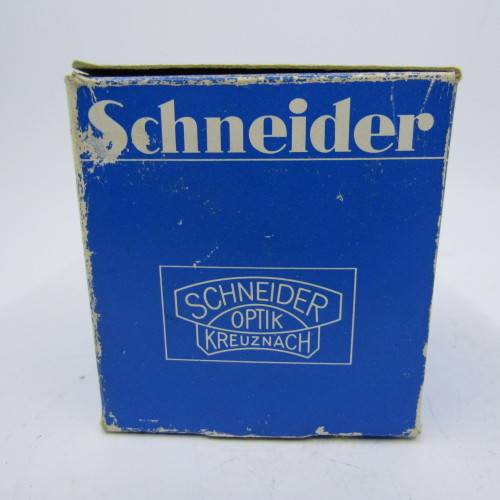 Schneider
SCHNEIDER
OPTIK
KREUZNACH